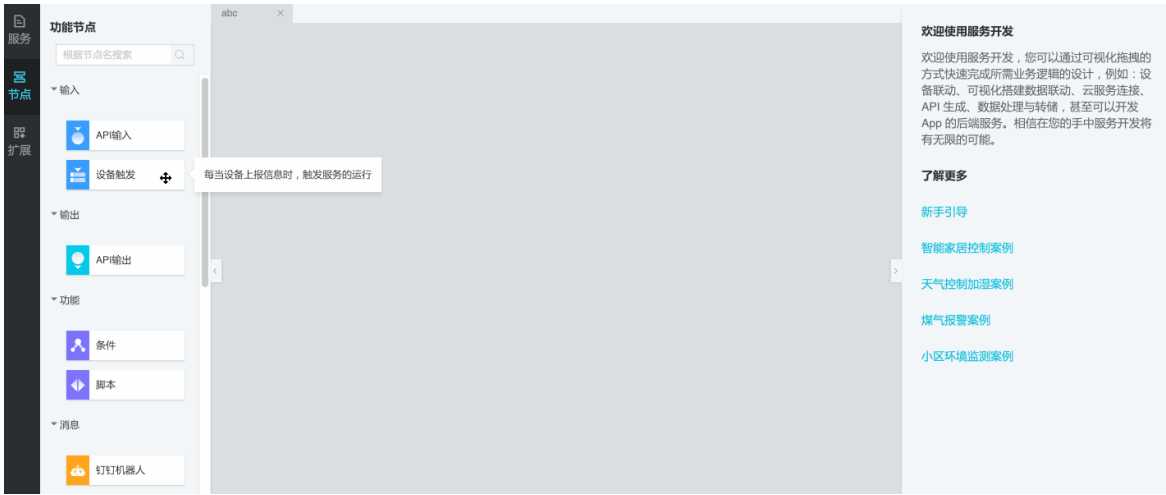 服务
节点
扩展
功能节点
根据节点名搜索
输入
API输入
设备触发
输出
API输出
功能
条件
脚本
消息
钉钉机器人
abc
每当设备上报信息时，触发服务的运行
欢迎使用服务开发
欢迎使用服务开发，您可以通过可视化拖拽的
方式快速完成所需业务逻辑的设计，例如：设
备联动、可视化搭建数据联动、云服务连接、
API 生成、数据处理与转储，甚至可以开发
App 的后端服务。相信在您的手中服务开发将
有无限的可能。
了解更多
新手引导
智能家居控制案例
天气控制加湿案例
煤气报警案例
小区环境监测案例